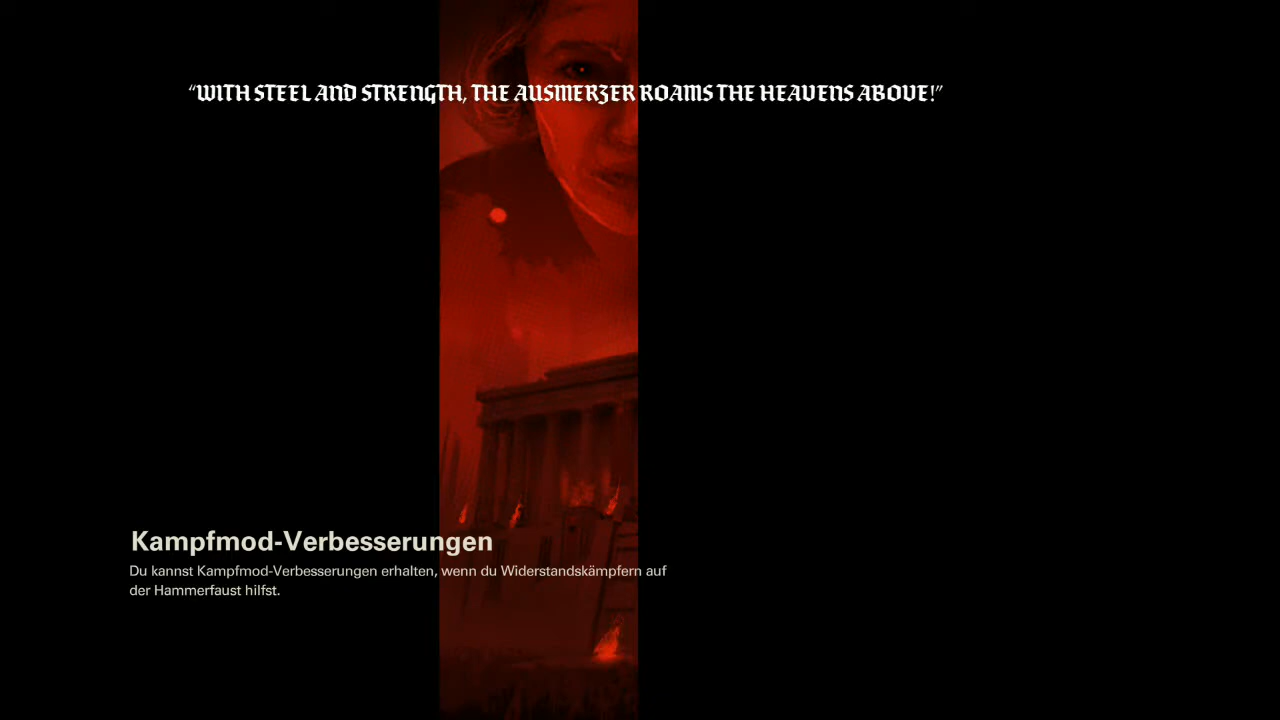 “WITH STEEL AND STRENGTH, THE AUSMERZER ROAMS THE HEAVENS ABOVE!”
Kampfmod-Verbesserungen
Du kannst Kampfmod-Verbesserungen erhalten, wenn du Widerstandskämpfern auf
der Hammerfaust hilfst.